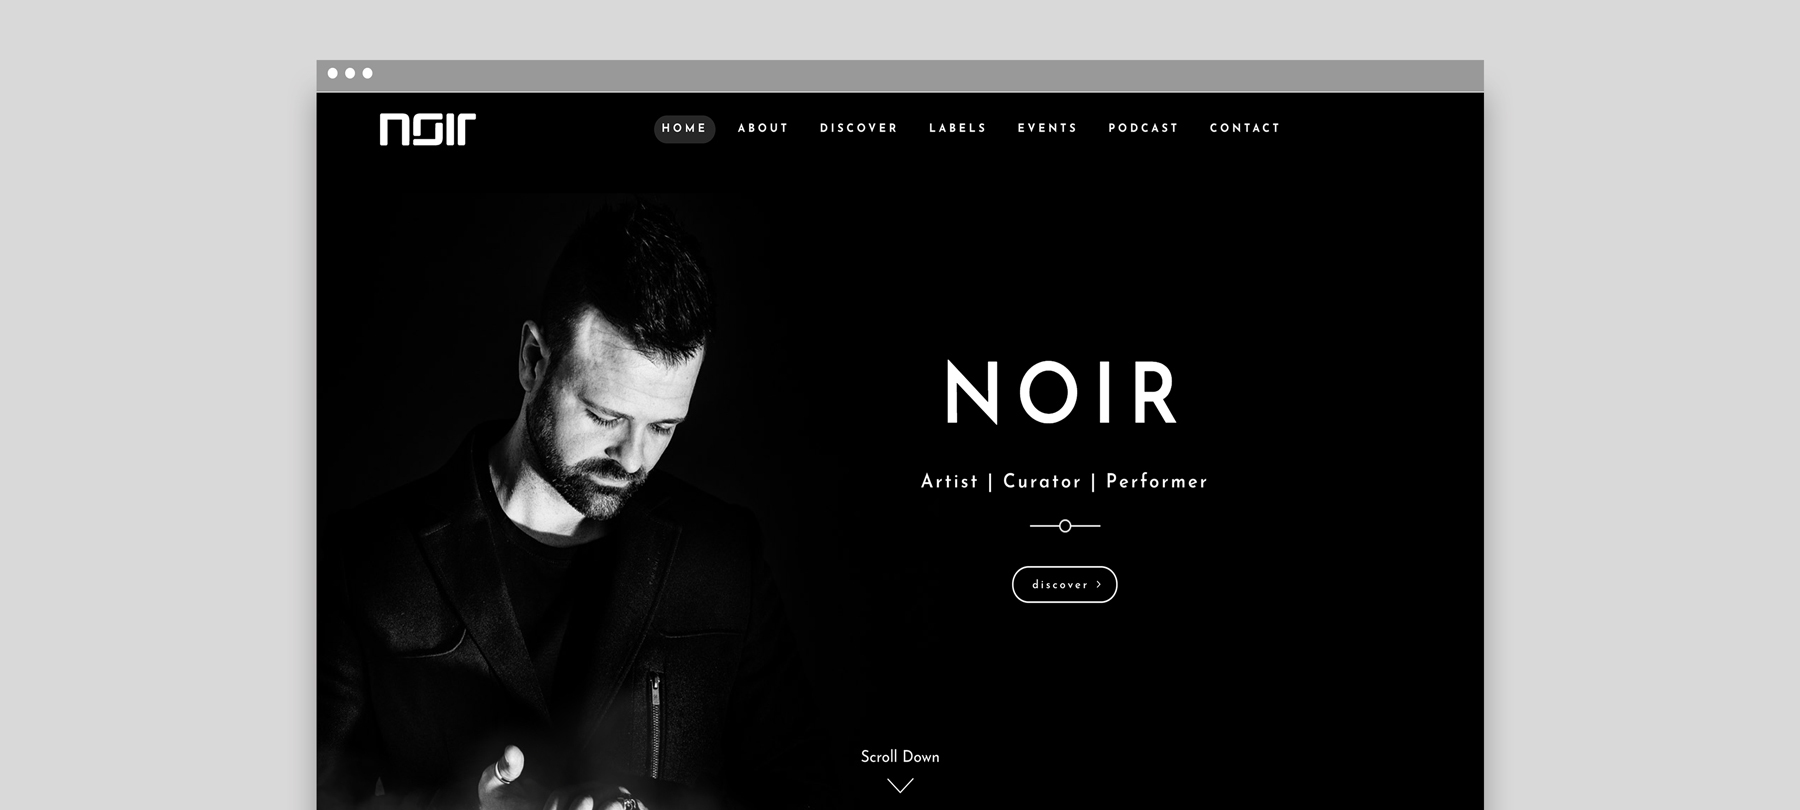 noir
HOME ABOUT DISCOVER LABELS EVENTS PODCAST CONTACT
NOIR
Artist | Curator | Performer
discover >
Scroll Down